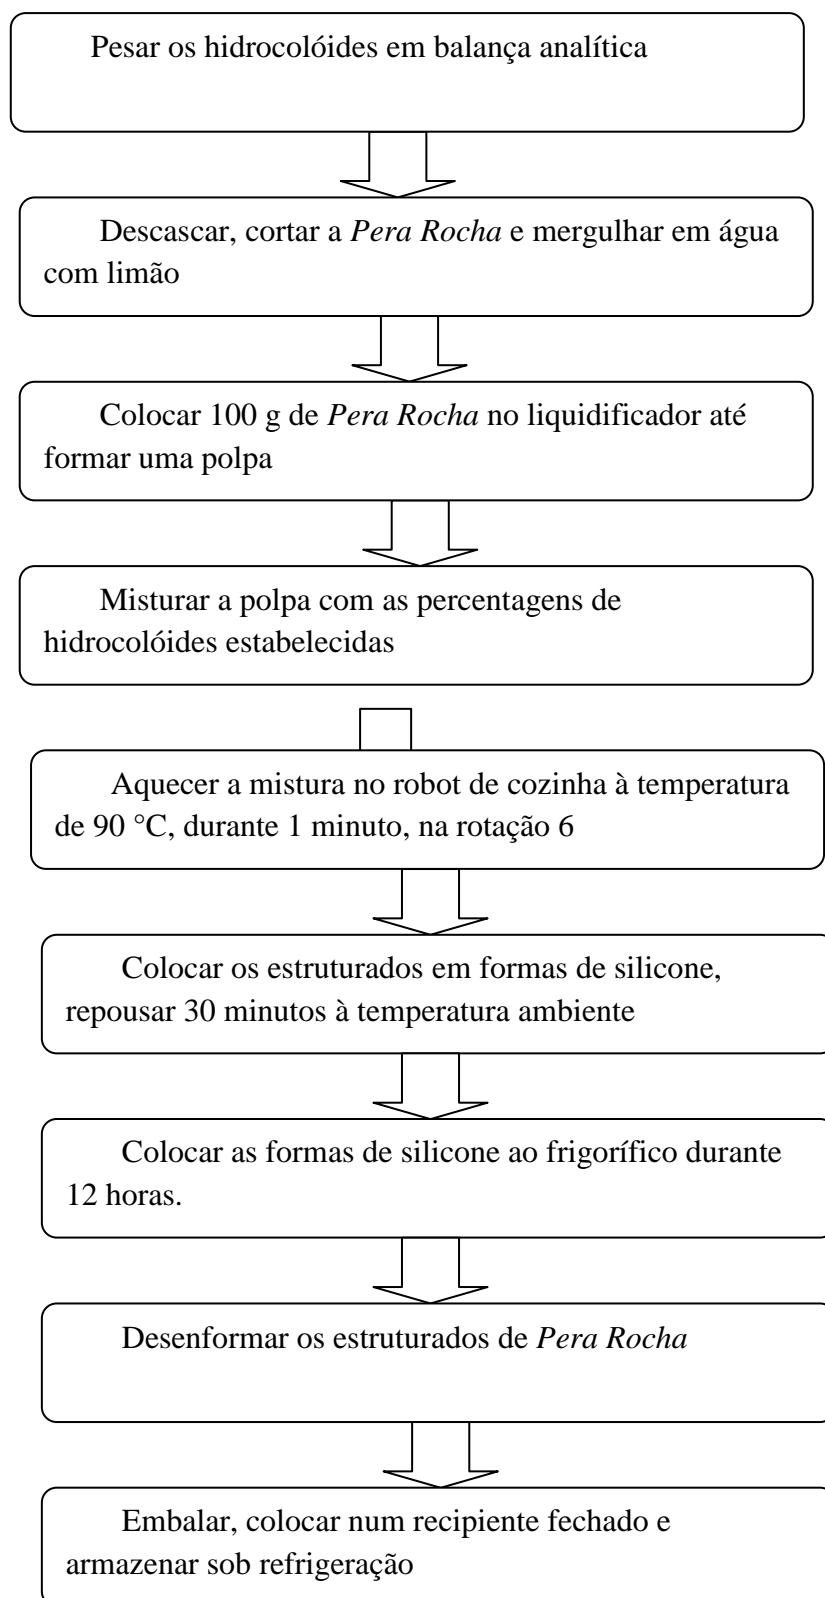 Pesar os hidrocolóides em balança analítica
Descascar, cortar a Pera Rocha e mergulhar em água
com limão
Colocar 100 g de Pera Rocha no liquidificador até
formar uma polpa
Misturar a polpa com as percentagens de
hidrocolóides estabelecidas
Aquecer a mistura no robot de cozinha à temperatura
de 90 °C, durante 1 minuto, na rotação 6
Colocar os estruturados em formas de silicone,
repousar 30 minutos à temperatura ambiente
Colocar as formas de silicone ao frigorífico durante
12 horas.
Desenformar os estruturados de Pera Rocha
Embalar, colocar num recipiente fechado e
armazenar sob refrigeração